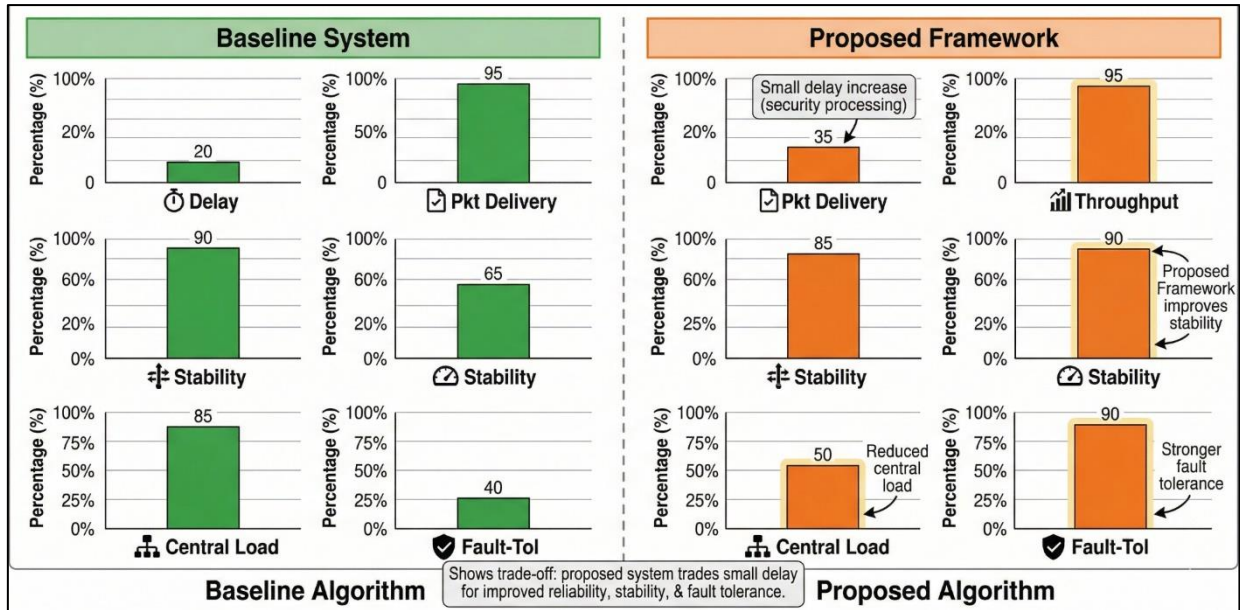 Baseline System
Percentage (%)
100%
20%
0
20
Delay
Percentage (%)
100%
50%
0
95
Pkt Delivery
Percentage (%)
100%
60%
20%
0%
90
Stability
Percentage (%)
100%
60%
20%
0%
65
Stability
Percentage (%)
100%
75%
50%
25%
0%
85
Central Load
Percentage (%)
100%
75%
50%
25%
0%
40
Fault-Tol
Baseline Algorithm
Proposed Framework
Percentage (%)
100%
20%
0
Small delay increase
(security processing)
35
Pkt Delivery
Percentage (%)
100%
20%
0
95
Throughput
Percentage (%)
100%
60%
25%
0%
85
Stability
Percentage (%)
100%
60%
20%
0%
90
Proposed
Framework
improves
stability
Stability
Percentage (%)
100%
75%
50%
25%
0%
50
Reduced
central
load
Central Load
Percentage (%)
100%
75%
50%
25%
0%
90
Stronger
fault
tolerance
Fault-Tol
Shows trade-off: proposed system trades small delay
for improved reliability, stability, & fault tolerance.
Proposed Algorithm